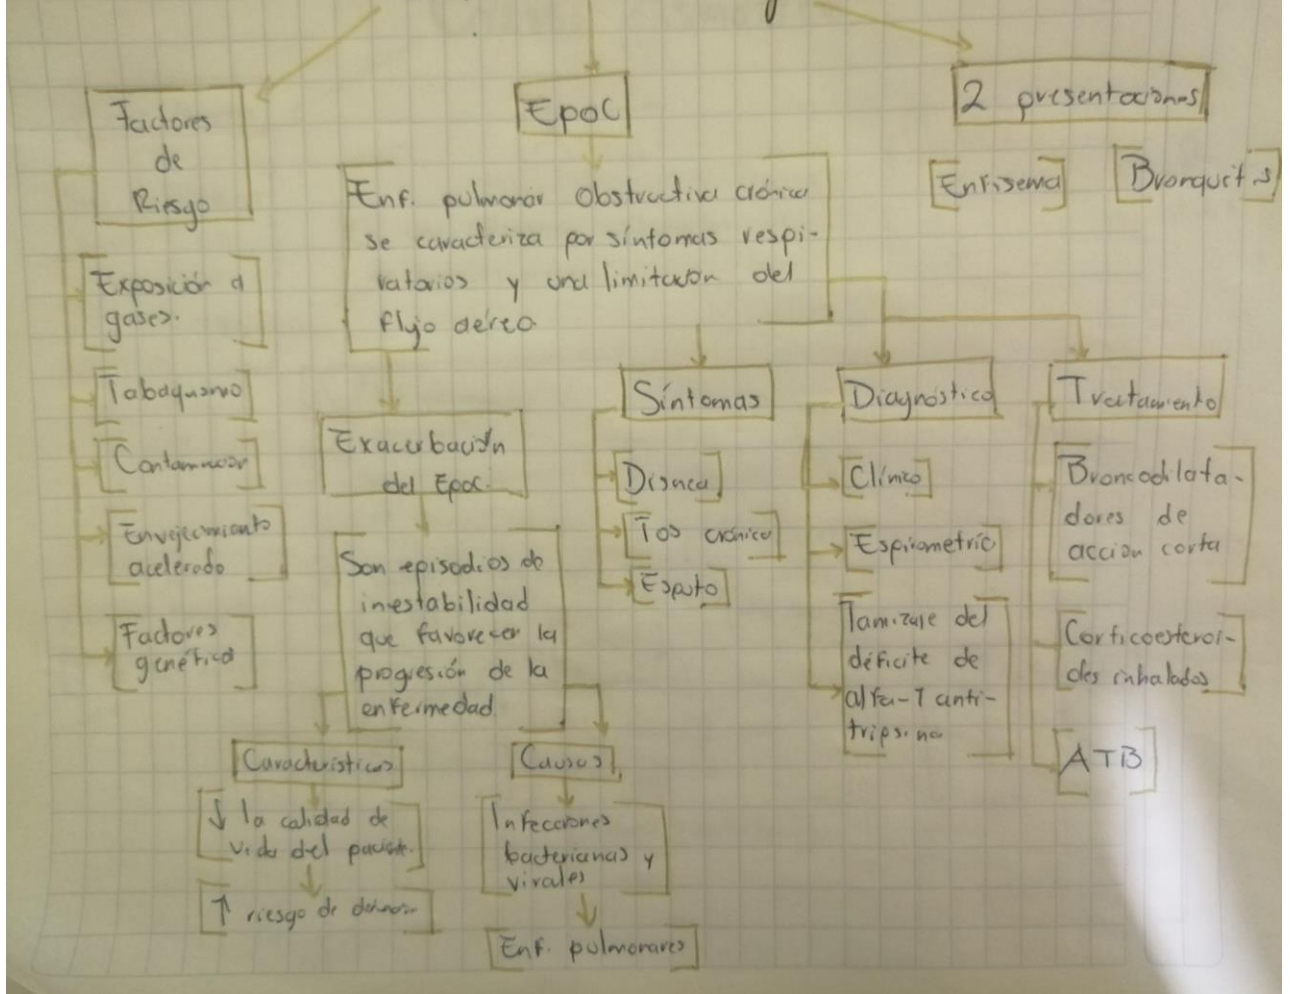 Factores
de
Riesgo
Exposición a
gases.
Tabaquismo
Contaminación
Envejecimiento
acelerado
Factores
genético
EPOC
Enf. pulmonar Obstructiva crónica
se caracteriza por síntomas respi-
ratorios y una limitación del
flujo aéreo
Exacerbación
del Epoc.
Son episodios de
inestabilidad
que favorecen la
progresión de la
enfermedad
Características
↓ la calidad de
vida del paciente.
↑ riesgo de
Causas
Infecciones
bacterianas y
virales
Enf. pulmonares
Síntomas
Disnea
Tos crónica
Esputo
2 presentaciones
Enfisema
Bronquitis
Diagnóstico
Clínico
Espirometría
Tamizaje del
déficite de
alfa-1 anti-
tripsina
Tratamiento
Broncodilata-
dores de
acción corta
Corticoesteroi-
des inhalados
ATB